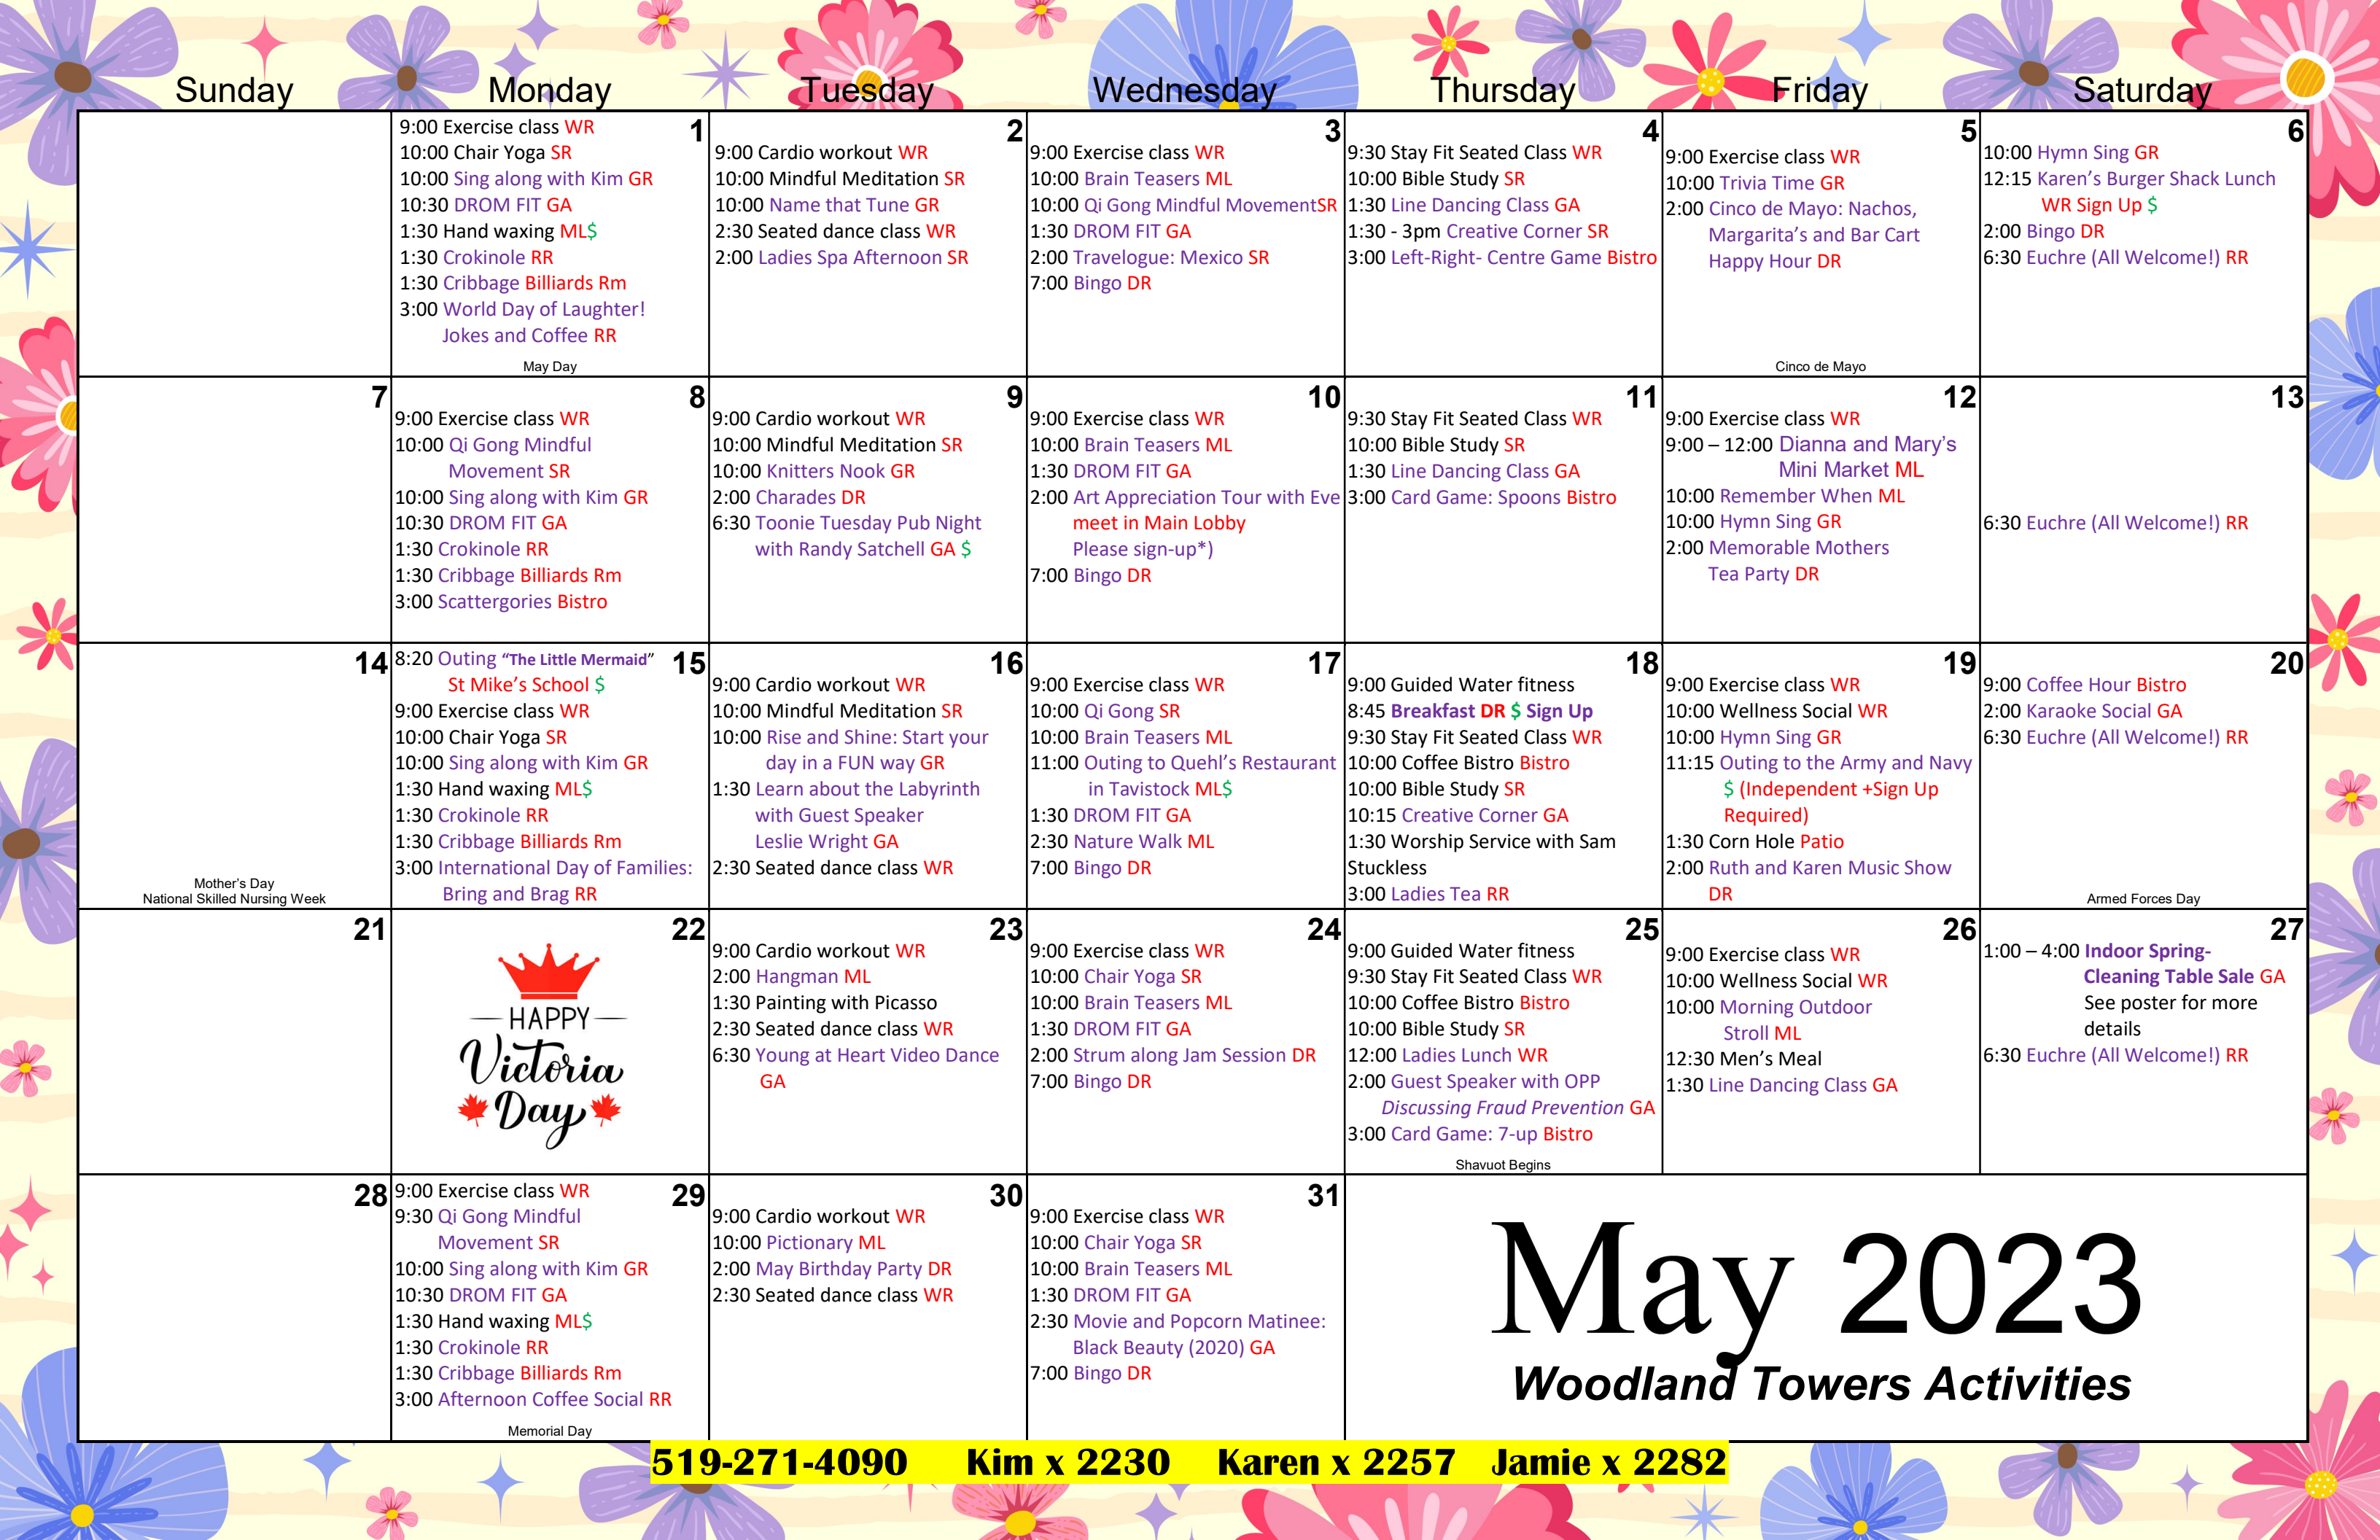 Sunday Monday Tuesday Wednesday Thursday Friday Saturday
1
9:00 Exercise class WR
10:00 Chair Yoga SR
10:00 Sing along with Kim GR
10:30 DROM FIT GA
1:30 Hand waxing ML$
1:30 Crokinole RR
1:30 Cribbage Billiards Rm
3:00 World Day of Laughter!
Jokes and Coffee RR
May Day
2
9:00 Cardio workout WR
10:00 Mindful Meditation SR
10:00 Name that Tune GR
2:30 Seated dance class WR
2:00 Ladies Spa Afternoon SR
3
9:00 Exercise class WR
10:00 Brain Teasers ML
10:00 Qi Gong Mindful MovementSR
1:30 DROM FIT GA
2:00 Travelogue: Mexico SR
7:00 Bingo DR
4
9:30 Stay Fit Seated Class WR
10:00 Bible Study SR
1:30 Line Dancing Class GA
1:30 - 3pm Creative Corner SR
3:00 Left-Right- Centre Game Bistro
5
9:00 Exercise class WR
10:00 Trivia Time GR
2:00 Cinco de Mayo: Nachos,
Margarita's and Bar Cart
Happy Hour DR
Cinco de Mayo
6
10:00 Hymn Sing GR
12:15 Karen's Burger Shack Lunch
WR Sign Up $
2:00 Bingo DR
6:30 Euchre (All Welcome!) RR
7
8
9:00 Exercise class WR
10:00 Qi Gong Mindful
Movement SR
10:00 Sing along with Kim GR
10:30 DROM FIT GA
1:30 Crokinole RR
1:30 Cribbage Billiards Rm
3:00 Scattergories Bistro
9
9:00 Cardio workout WR
10:00 Mindful Meditation SR
10:00 Knitters Nook GR
2:00 Charades DR
6:30 Toonie Tuesday Pub Night
with Randy Satchell GA $
10
9:00 Exercise class WR
10:00 Brain Teasers ML
1:30 DROM FIT GA
2:00 Art Appreciation Tour with Eve
meet in Main Lobby
Please sign-up*)
7:00 Bingo DR
11
9:30 Stay Fit Seated Class WR
10:00 Bible Study SR
1:30 Line Dancing Class GA
3:00 Card Game: Spoons Bistro
12
9:00 Exercise class WR
9:00 – 12:00 Dianna and Mary's
Mini Market ML
10:00 Remember When ML
10:00 Hymn Sing GR
2:00 Memorable Mothers
Tea Party DR
13
6:30 Euchre (All Welcome!) RR
14
Mother's Day
National Skilled Nursing Week
15
8:20 Outing “The Little Mermaid”
St Mike's School $
9:00 Exercise class WR
10:00 Chair Yoga SR
10:00 Sing along with Kim GR
1:30 Hand waxing ML$
1:30 Crokinole RR
1:30 Cribbage Billiards Rm
3:00 International Day of Families:
Bring and Brag RR
16
9:00 Cardio workout WR
10:00 Mindful Meditation SR
10:00 Rise and Shine: Start your
day in a FUN way GR
1:30 Learn about the Labyrinth
with Guest Speaker
Leslie Wright GA
2:30 Seated dance class WR
17
9:00 Exercise class WR
10:00 Qi Gong SR
10:00 Brain Teasers ML
11:00 Outing to Quehl's Restaurant
in Tavistock ML$
1:30 DROM FIT GA
2:30 Nature Walk ML
7:00 Bingo DR
18
9:00 Guided Water fitness
8:45 Breakfast DR $ Sign Up
9:30 Stay Fit Seated Class WR
10:00 Coffee Bistro Bistro
10:00 Bible Study SR
10:15 Creative Corner GA
1:30 Worship Service with Sam
Stuckless
3:00 Ladies Tea RR
19
9:00 Exercise class WR
10:00 Wellness Social WR
10:00 Hymn Sing GR
11:15 Outing to the Army and Navy
$ (Independent +Sign Up
Required)
1:30 Corn Hole Patio
2:00 Ruth and Karen Music Show
DR
20
9:00 Coffee Hour Bistro
2:00 Karaoke Social GA
6:30 Euchre (All Welcome!) RR
Armed Forces Day
21
22
HAPPY
Victoria
Day
23
9:00 Cardio workout WR
2:00 Hangman ML
1:30 Painting with Picasso
2:30 Seated dance class WR
6:30 Young at Heart Video Dance
GA
24
9:00 Exercise class WR
10:00 Chair Yoga SR
10:00 Brain Teasers ML
1:30 DROM FIT GA
2:00 Strum along Jam Session DR
7:00 Bingo DR
25
9:00 Guided Water fitness
9:30 Stay Fit Seated Class WR
10:00 Coffee Bistro Bistro
10:00 Bible Study SR
12:00 Ladies Lunch WR
2:00 Guest Speaker with OPP
Discussing Fraud Prevention GA
3:00 Card Game: 7-up Bistro
Shavuot Begins
26
9:00 Exercise class WR
10:00 Wellness Social WR
10:00 Morning Outdoor
Stroll ML
12:30 Men's Meal
1:30 Line Dancing Class GA
27
1:00 – 4:00 Indoor Spring-
Cleaning Table Sale GA
See poster for more
details
6:30 Euchre (All Welcome!) RR
28
29
9:00 Exercise class WR
9:30 Qi Gong Mindful
Movement SR
10:00 Sing along with Kim GR
10:30 DROM FIT GA
1:30 Hand waxing ML$
1:30 Crokinole RR
1:30 Cribbage Billiards Rm
3:00 Afternoon Coffee Social RR
Memorial Day
30
9:00 Cardio workout WR
10:00 Pictionary ML
2:00 May Birthday Party DR
2:30 Seated dance class WR
31
9:00 Exercise class WR
10:00 Chair Yoga SR
10:00 Brain Teasers ML
1:30 DROM FIT GA
2:30 Movie and Popcorn Matinee:
Black Beauty (2020) GA
7:00 Bingo DR
May 2023
Woodland Towers Activities
519-271-4090 Kim x 2230 Karen x 2257 Jamie x 2282